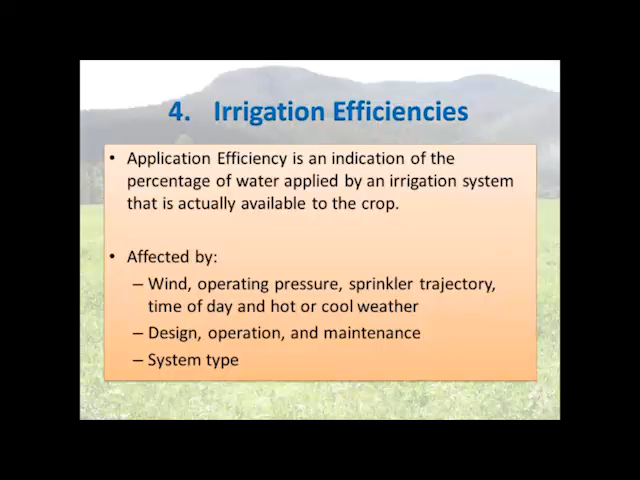 4. Irrigation Efficiencies
• Application Efficiency is an indication of the
percentage of water applied by an irrigation system
that is actually available to the crop.
• Affected by:
– Wind, operating pressure, sprinkler trajectory,
time of day and hot or cool weather
– Design, operation, and maintenance
– System type